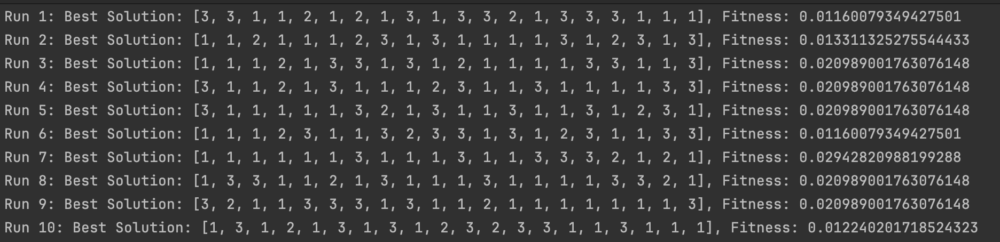 Run 1: Best Solution: [3, 3, 1, 1, 2, 1, 2, 1, 3, 1, 3, 3, 2, 1, 3, 3, 3, 1, 1, 1], Fitness: 0.01160079349427501
Run 2: Best Solution: [1, 1, 2, 1, 1, 1, 2, 3, 1, 3, 1, 1, 1, 1, 3, 1, 2, 3, 1, 3], Fitness: 0.013311325275544433
Run 3: Best Solution: [1, 1, 1, 2, 1, 3, 3, 1, 3, 1, 2, 1, 1, 1, 1, 3, 3, 1, 1, 3], Fitness: 0.020989001763076148
Run 4: Best Solution: [3, 1, 1, 2, 1, 3, 1, 1, 1, 2, 3, 1, 1, 3, 1, 1, 1, 1, 3, 3], Fitness: 0.020989001763076148
Run 5: Best Solution: [3, 1, 1, 1, 1, 1, 3, 2, 1, 3, 1, 1, 3, 1, 1, 3, 1, 2, 3, 1], Fitness: 0.020989001763076148
Run 6: Best Solution: [1, 1, 1, 2, 3, 1, 1, 3, 2, 3, 3, 1, 3, 1, 2, 3, 1, 1, 3, 3], Fitness: 0.01160079349427501
Run 7: Best Solution: [1, 1, 1, 1, 1, 1, 3, 1, 1, 1, 3, 1, 1, 3, 3, 3, 2, 1, 2, 1], Fitness: 0.02942820988199288
Run 8: Best Solution: [1, 3, 3, 1, 1, 2, 1, 3, 1, 1, 1, 3, 1, 1, 1, 1, 3, 3, 2, 1], Fitness: 0.020989001763076148
Run 9: Best Solution: [3, 2, 1, 1, 3, 3, 3, 1, 3, 1, 1, 2, 1, 1, 1, 1, 1, 1, 1, 3], Fitness: 0.020989001763076148
Run 10: Best Solution: [1, 3, 1, 2, 1, 3, 1, 3, 1, 2, 3, 2, 3, 3, 1, 1, 3, 1, 1, 1], Fitness: 0.012240201718524323